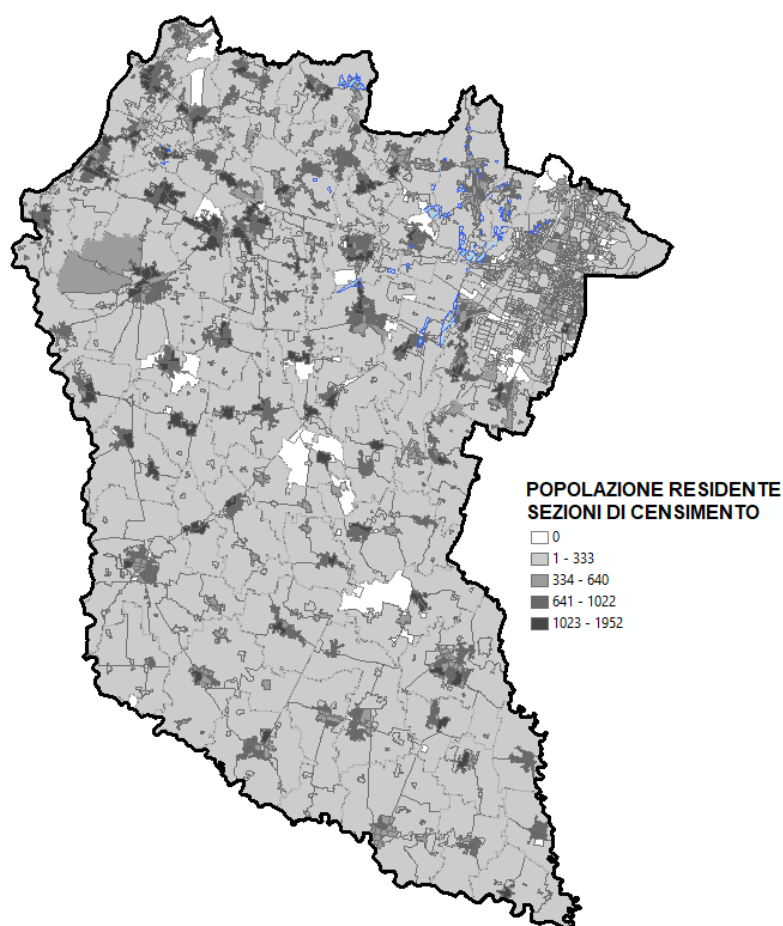 POPOLAZIONE RESIDENTE
SEZIONI DI CENSIMENTO
0
1 - 333
334 - 640
641 - 1022
1023 - 1952